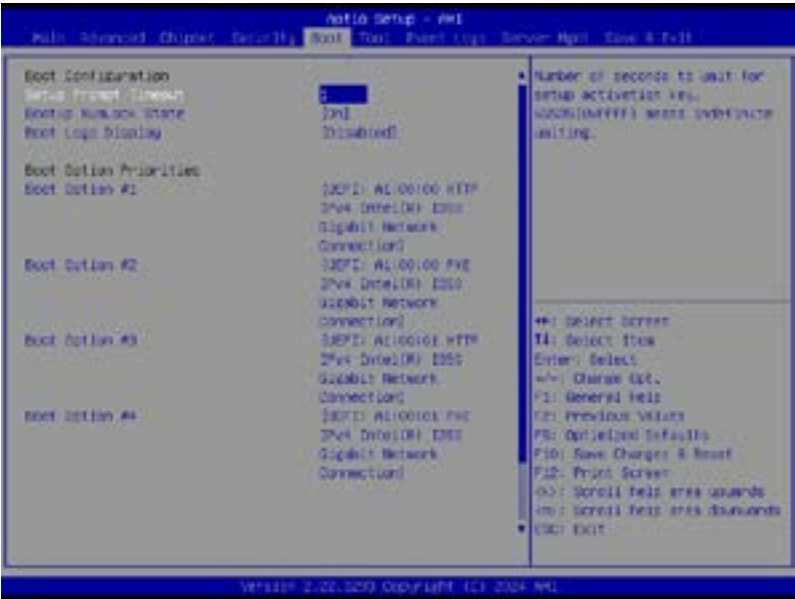 Aptio Setup - AMI
Main Advanced Chipset Security Boot Tool Event Logs Server Mgmt Save & Exit
Boot Configuration
Setup Prompt Timeout
Bootup NumLock State [On]
Boot Logo Display [Disabled]
Boot Option Priorities
Boot Option #1 [UEFI: A1:00:00 HTTP
IPv4 Intel(R) I350
Gigabit Network
Connection]
Boot Option #2 [UEFI: A1:00:00 PXE
IPv4 Intel(R) I350
Gigabit Network
Connection]
Boot Option #3 [UEFI: A1:00:01 HTTP
IPv4 Intel(R) I350
Gigabit Network
Connection]
Boot Option #4 [UEFI: A1:00:01 PXE
IPv4 Intel(R) I350
Gigabit Network
Connection]
Number of seconds to wait for
setup activation key.
65535(0xFFFF) means indefinite
waiting.
↔: Select Screen
↑↓: Select Item
Enter: Select
+/-: Change Opt.
F1: General Help
F2: Previous Values
F9: Optimized Defaults
F10: Save Changes & Reset
F12: Print Screen
<k>: Scroll help area upwards
<m>: Scroll help area downwards
ESC: Exit
Version 2.22.1293 Copyright (C) 2024 AMI